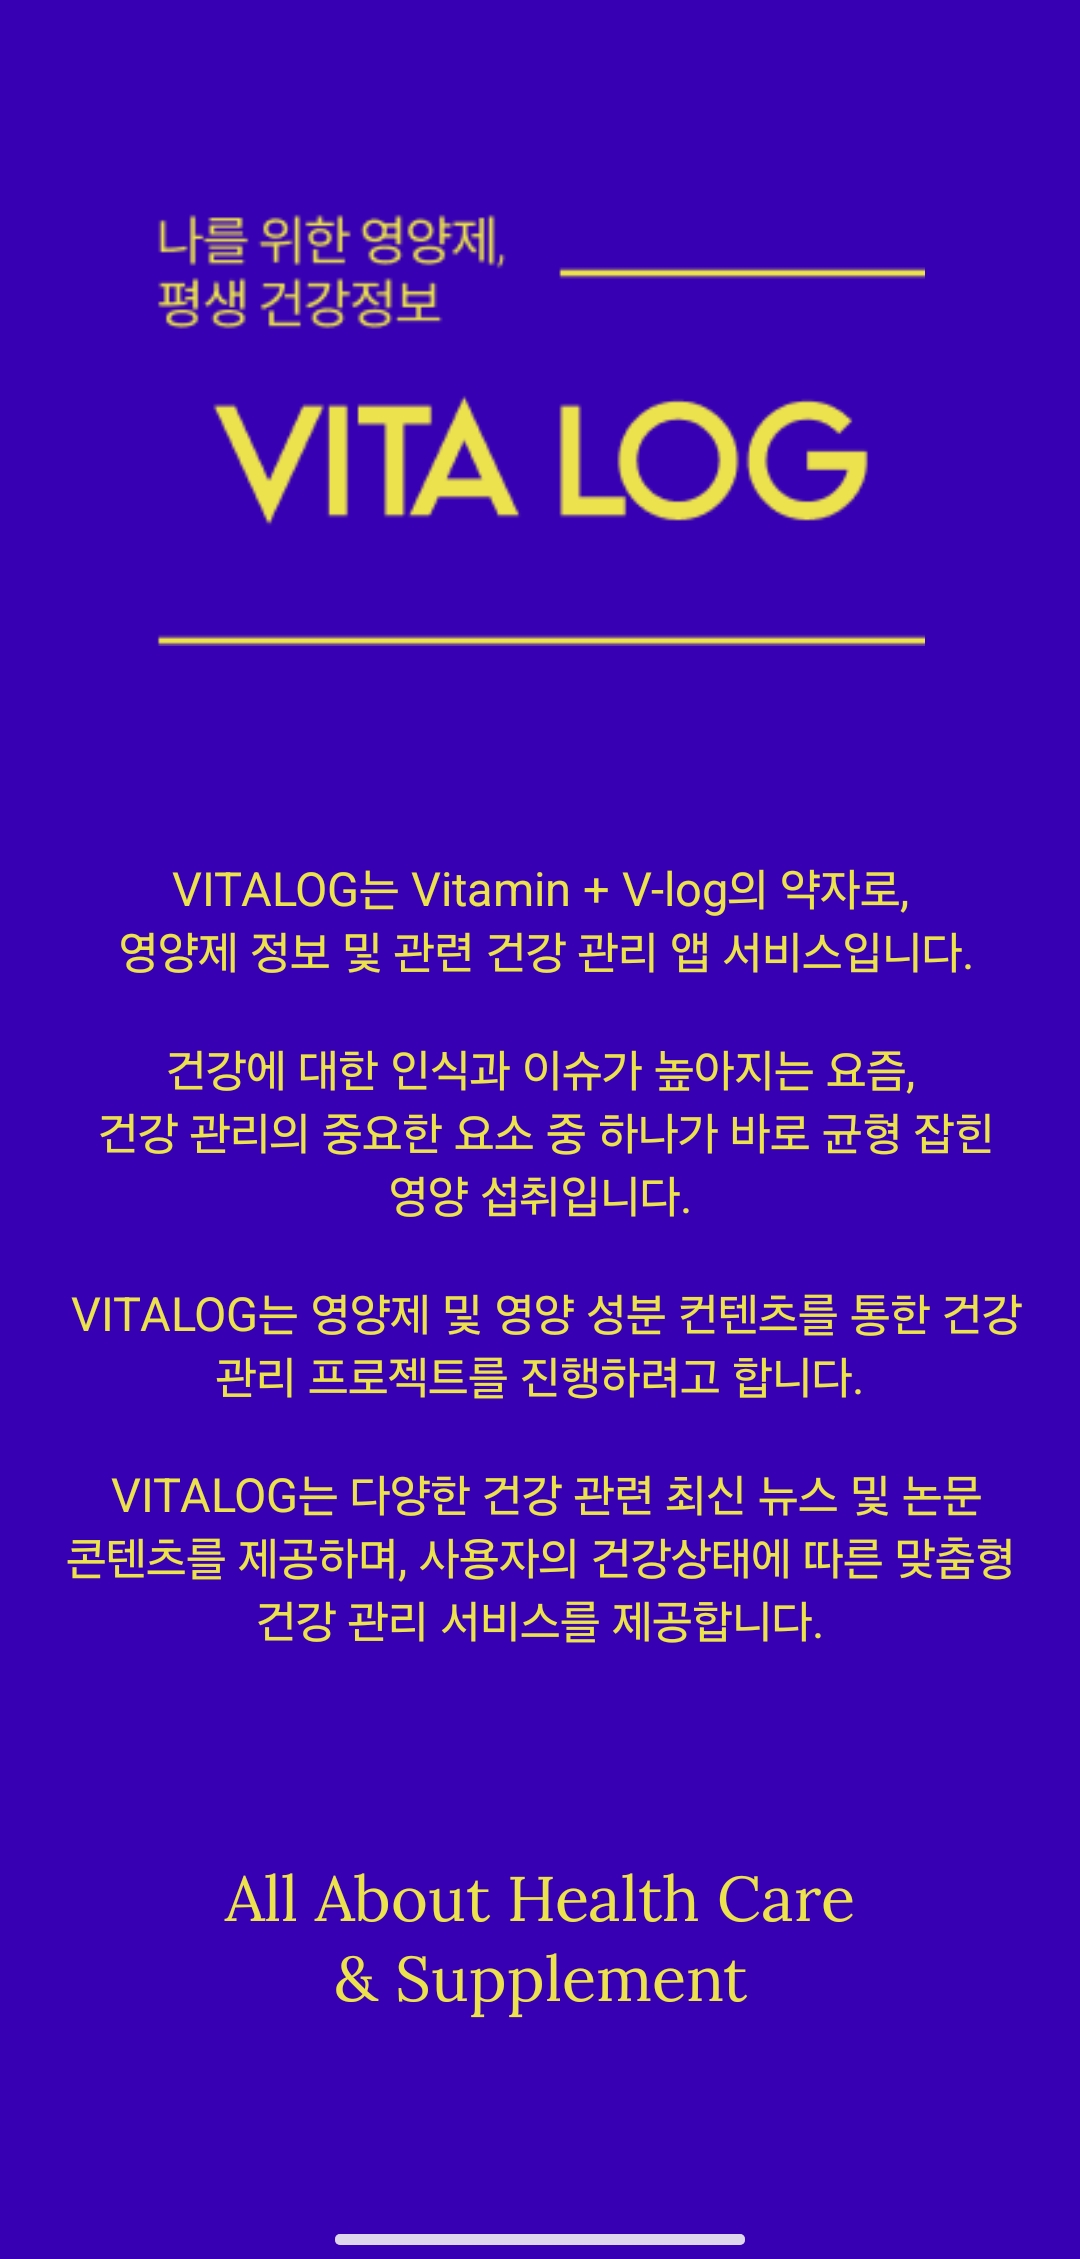 나를 위한 영양제,
평생 건강정보
VITA LOG
VITALOG는 Vitamin + V-log의 약자로,
영양제 정보 및 관련 건강 관리 앱 서비스입니다.
건강에 대한 인식과 이슈가 높아지는 요즘,
건강 관리의 중요한 요소 중 하나가 바로 균형 잡힌
영양 섭취입니다.
VITALOG는 영양제 및 영양 성분 컨텐츠를 통한 건강
관리 프로젝트를 진행하려고 합니다.
VITALOG는 다양한 건강 관련 최신 뉴스 및 논문
콘텐츠를 제공하며, 사용자의 건강상태에 따른 맞춤형
건강 관리 서비스를 제공합니다.
All About Health Care
& Supplement